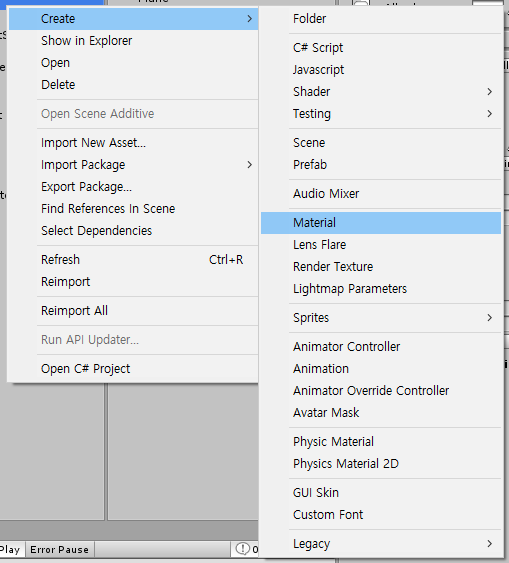 Create
Show in Explorer
Open
Delete
Open Scene Additive
Import New Asset...
Import Package
Export Package...
Find References In Scene
Select Dependencies
Refresh Ctrl+R
Reimport
Reimport All
Run API Updater...
Open C# Project
Folder
C# Script
Javascript
Shader
Testing
Scene
Prefab
Audio Mixer
Material
Lens Flare
Render Texture
Lightmap Parameters
Sprites
Animator Controller
Animation
Animator Override Controller
Avatar Mask
Physic Material
Physics Material 2D
GUI Skin
Custom Font
Legacy
Play Error Pause
0